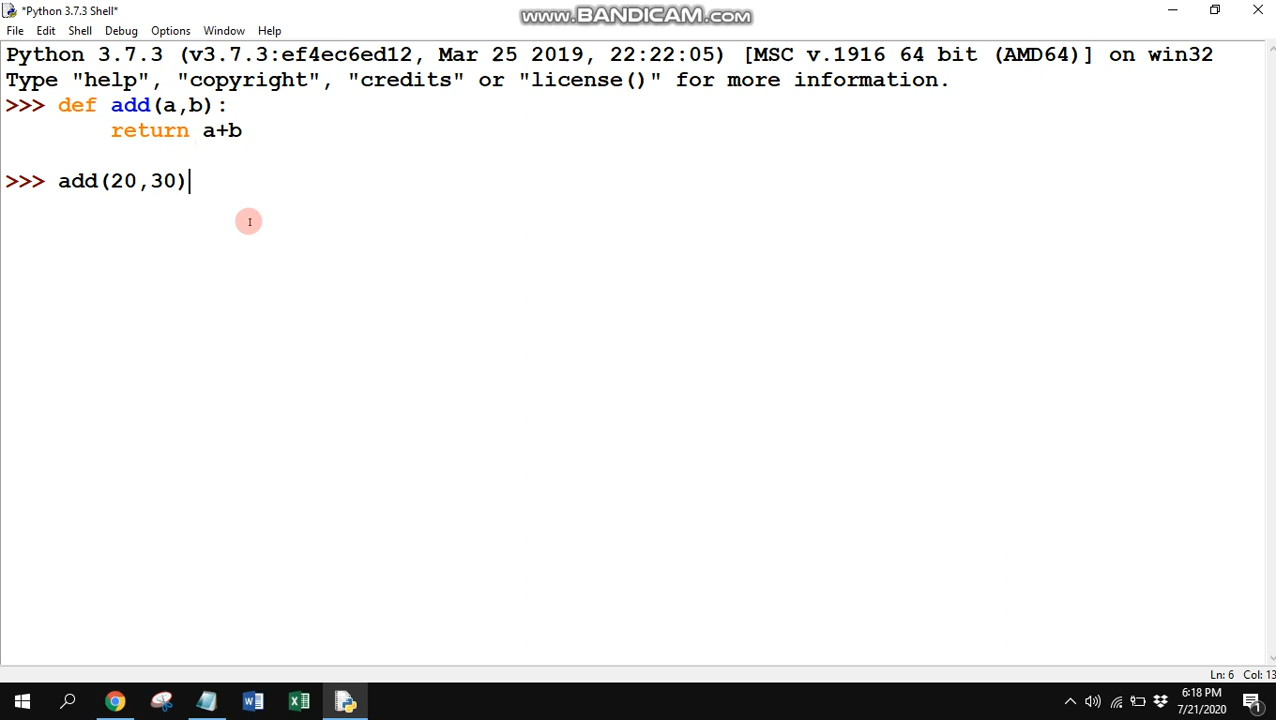 *Python 3.7.3 Shell*
www.BANDICAM.com
File Edit Shell Debug Options Window Help
Python 3.7.3 (v3.7.3:ef4ec6ed12, Mar 25 2019, 22:22:05) [MSC v.1916 64 bit (AMD64)] on win32
Type "help", "copyright", "credits" or "license()" for more information.
>>> def add(a,b):
return a+b
>>> add(20,30)
Ln: 6 Col: 13
6:18 PM
7/21/2020
1